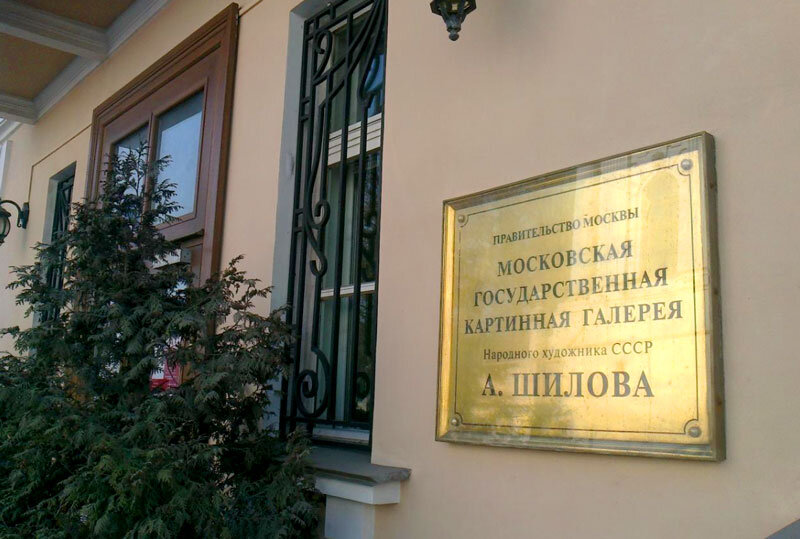 ПРАВИТЕЛЬСТВО МОСКВЫ
МОСКОВСКАЯ
ГОСУДАРСТВЕННАЯ
КАРТИННАЯ ГАЛЕРЕЯ
Народного художника СССР
А. ШИЛОВА